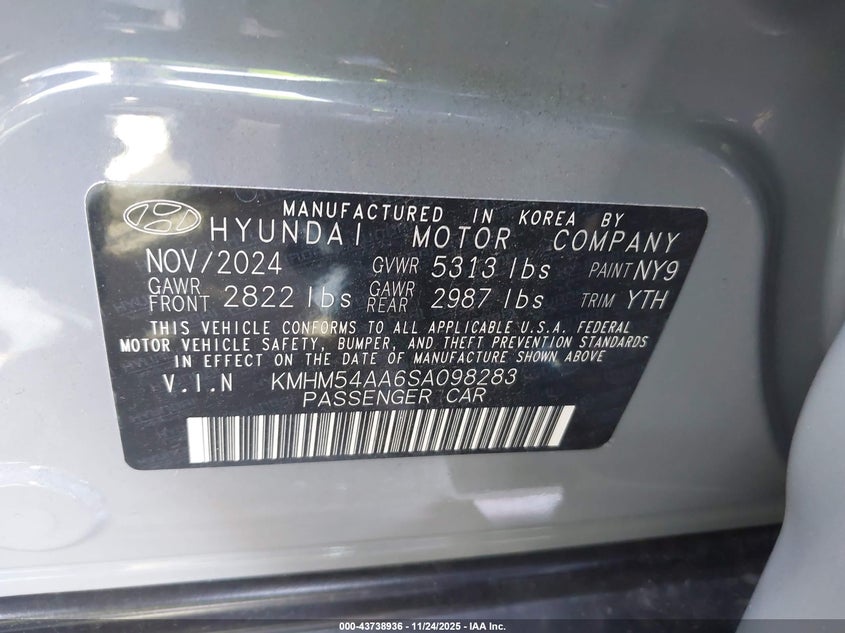 MANUFACTURED IN KOREA BY
HYUNDAI MOTOR COMPANY
NOV/2024 GVWR 5313 lbs PAINT NY9
GAWR FRONT 2822 lbs GAWR REAR 2987 lbs TRIM YTH
THIS VEHICLE CONFORMS TO ALL APPLICABLE U.S.A. FEDERAL
MOTOR VEHICLE SAFETY, BUMPER, AND THEFT PREVENTION STANDARDS
IN EFFECT ON THE DATE OF MANUFACTURE SHOWN ABOVE
V.I.N KMHM54AA6SA098283
PASSENGER CAR
000-43738936 - 11/24/2025 - IAA Inc.